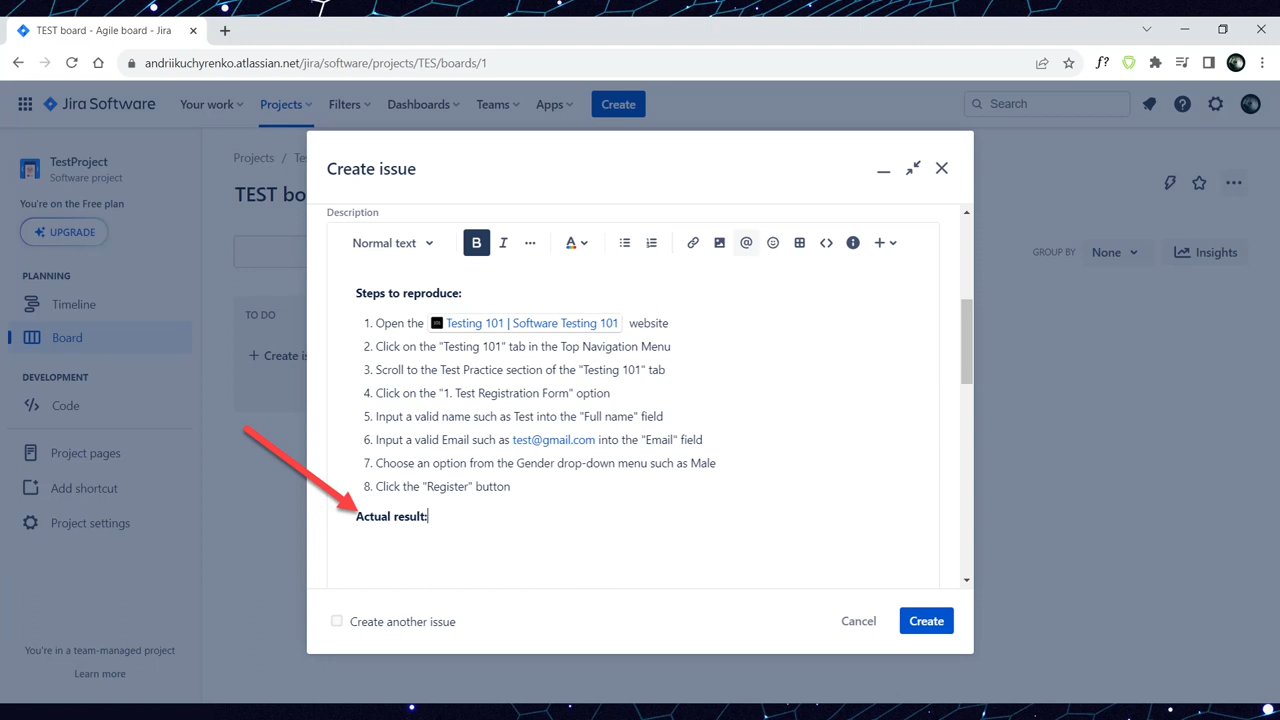 TEST board - Agile board - Jira
andriikuchyrenko.atlassian.net/jira/software/projects/TES/boards/1
f?
Jira Software
Your work
Projects
Filters
Dashboards
Teams
Apps
Create
Search
TestProject
Software project
You're on the Free plan
UPGRADE
PLANNING
Timeline
Board
DEVELOPMENT
Code
Project pages
Add shortcut
Project settings
You're in a team-managed project
Learn more
Projects / Te
TEST bo
TO DO
+ Create is
GROUP BY None
Insights
Create issue
Description
Normal text
B I ... A @ <> +
Steps to reproduce:
1. Open the Testing 101 | Software Testing 101 website
2. Click on the "Testing 101" tab in the Top Navigation Menu
3. Scroll to the Test Practice section of the "Testing 101" tab
4. Click on the "1. Test Registration Form" option
5. Input a valid name such as Test into the "Full name" field
6. Input a valid Email such as test@gmail.com into the "Email" field
7. Choose an option from the Gender drop-down menu such as Male
8. Click the "Register" button
Actual result:
Create another issue
Cancel
Create